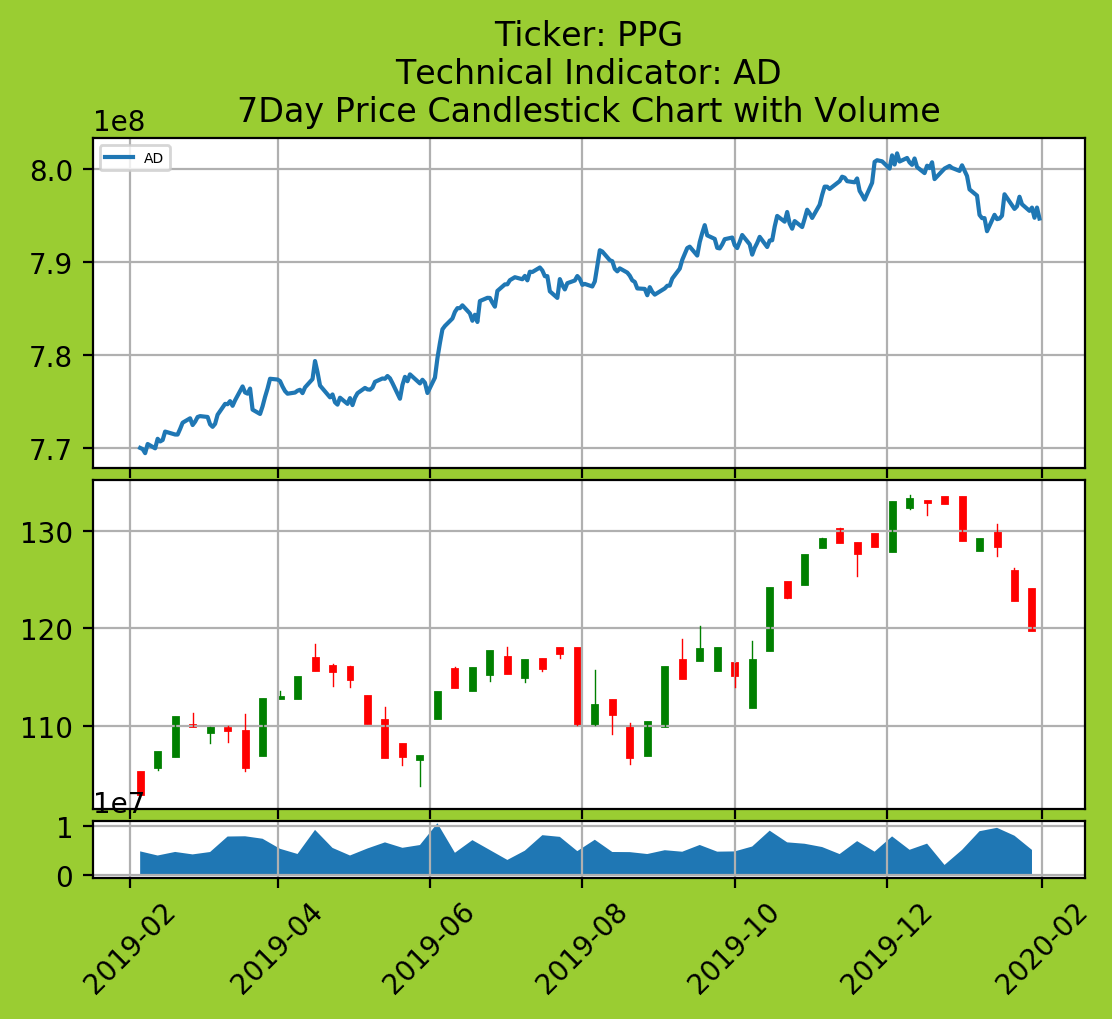 Ticker: PPG
Technical Indicator: AD
7Day Price Candlestick Chart with Volume
1e8
AD
8.0
7.9
7.8
7.7
130
120
110
1e7
1
0
2019-02
2019-04
2019-06
2019-08
2019-10
2019-12
2020-02